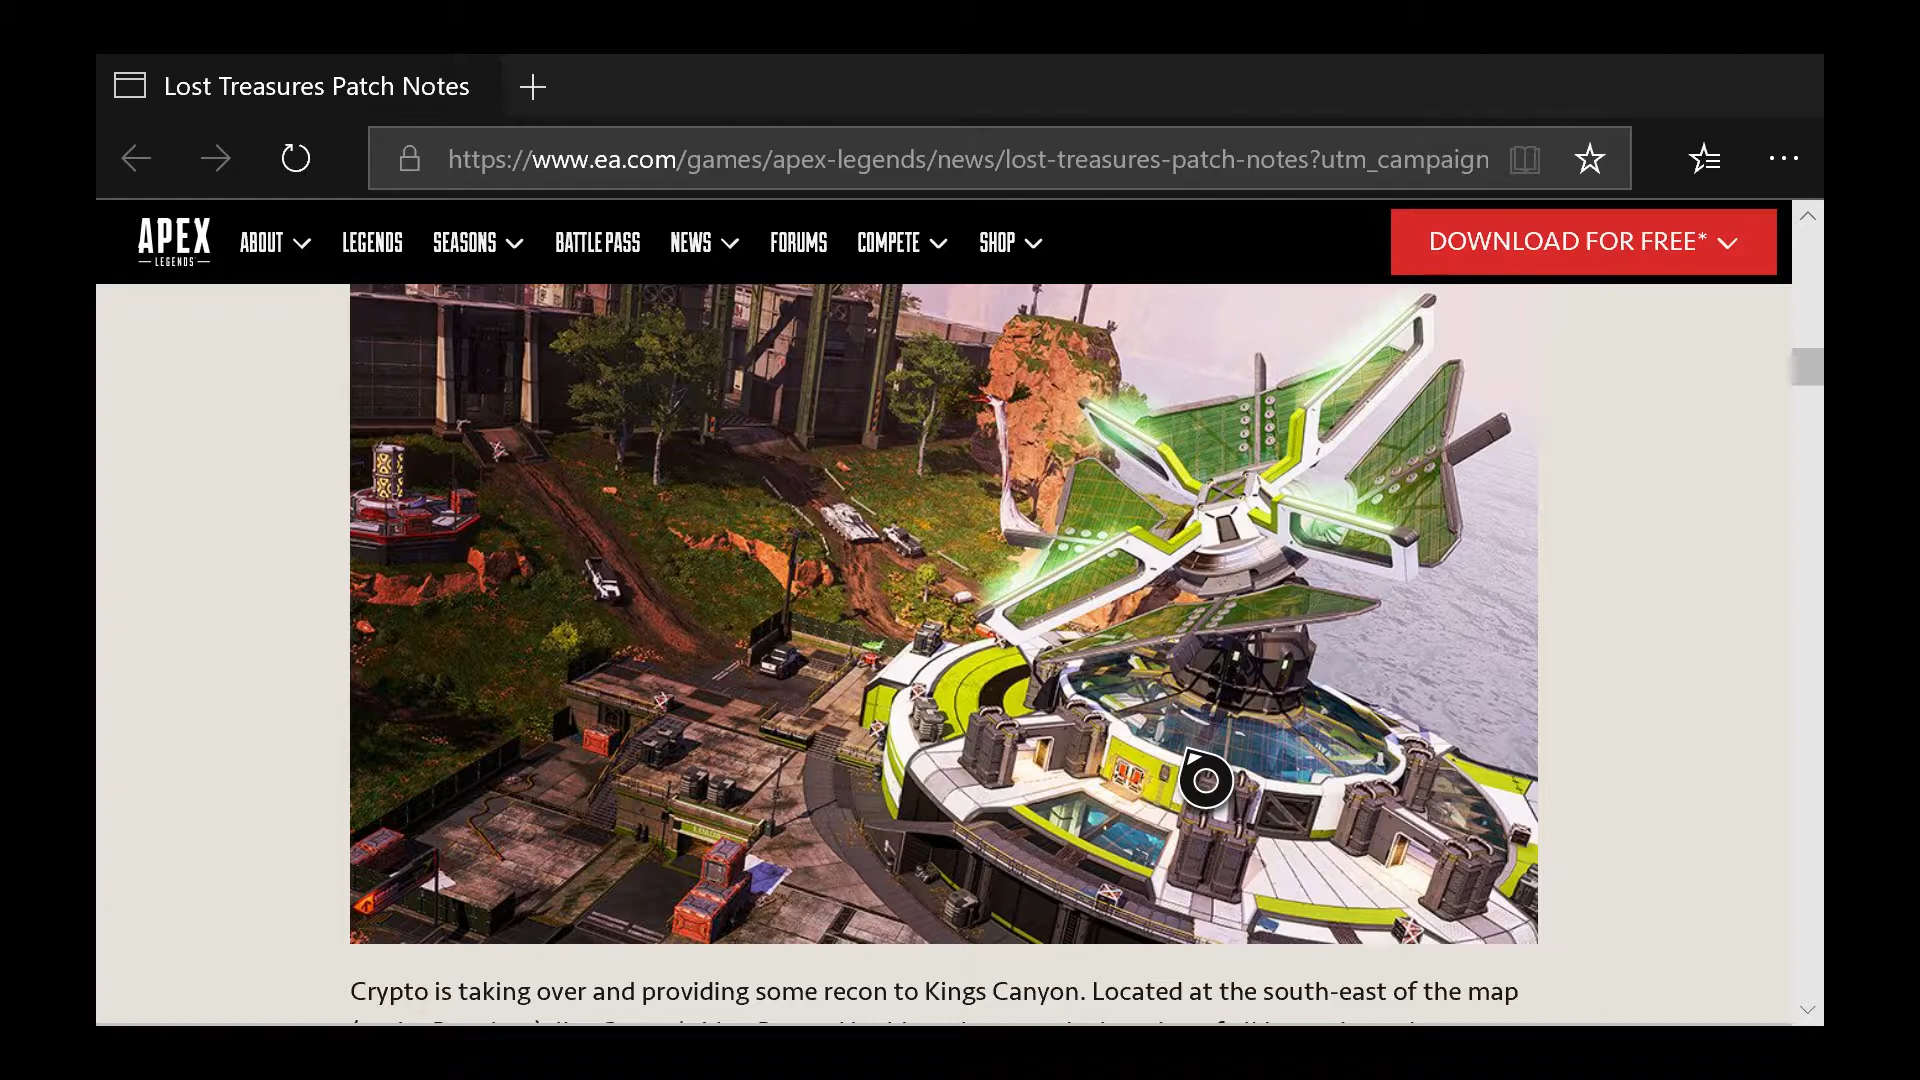 Lost Treasures Patch Notes
https://www.ea.com/games/apex-legends/news/lost-treasures-patch-notes?utm_campaign
APEX
LEGENDS
ABOUT
LEGENDS
SEASONS
BATTLE PASS
NEWS
FORUMS
COMPETE
SHOP
DOWNLOAD FOR FREE*
Crypto is taking over and providing some recon to Kings Canyon. Located at the south-east of the map